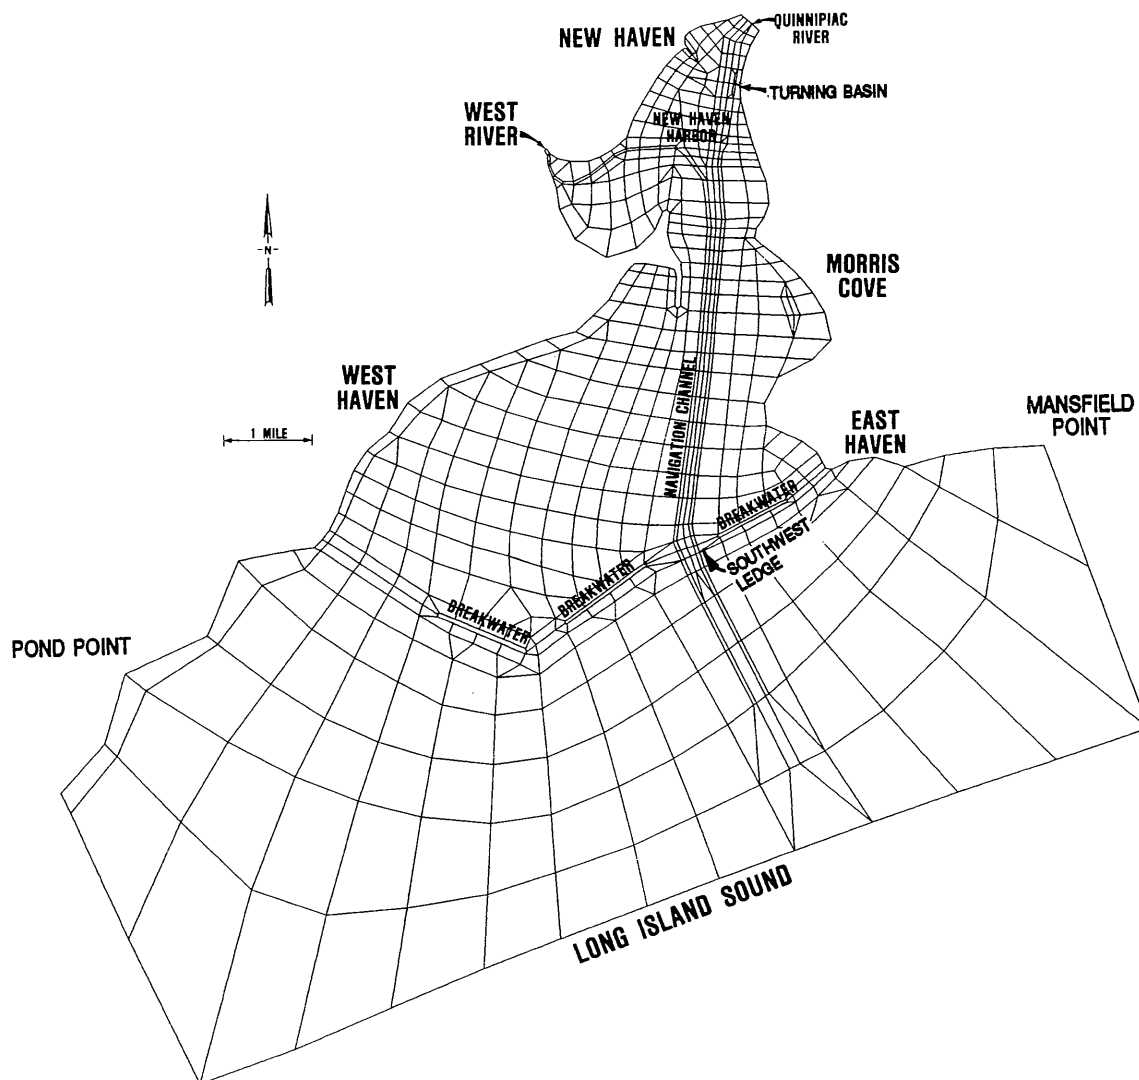 QUINNIPIAC
RIVER
NEW HAVEN
TURNING BASIN
WEST
RIVER
NEW HAVEN
HARBOR
-N-
MORRIS
COVE
WEST
HAVEN
1 MILE
NAVIGATION CHANNEL
EAST
HAVEN
MANSFIELD
POINT
BREAKWATER
SOUTHWEST
LEDGE
BREAKWATER
BREAKWATER
POND POINT
LONG ISLAND SOUND